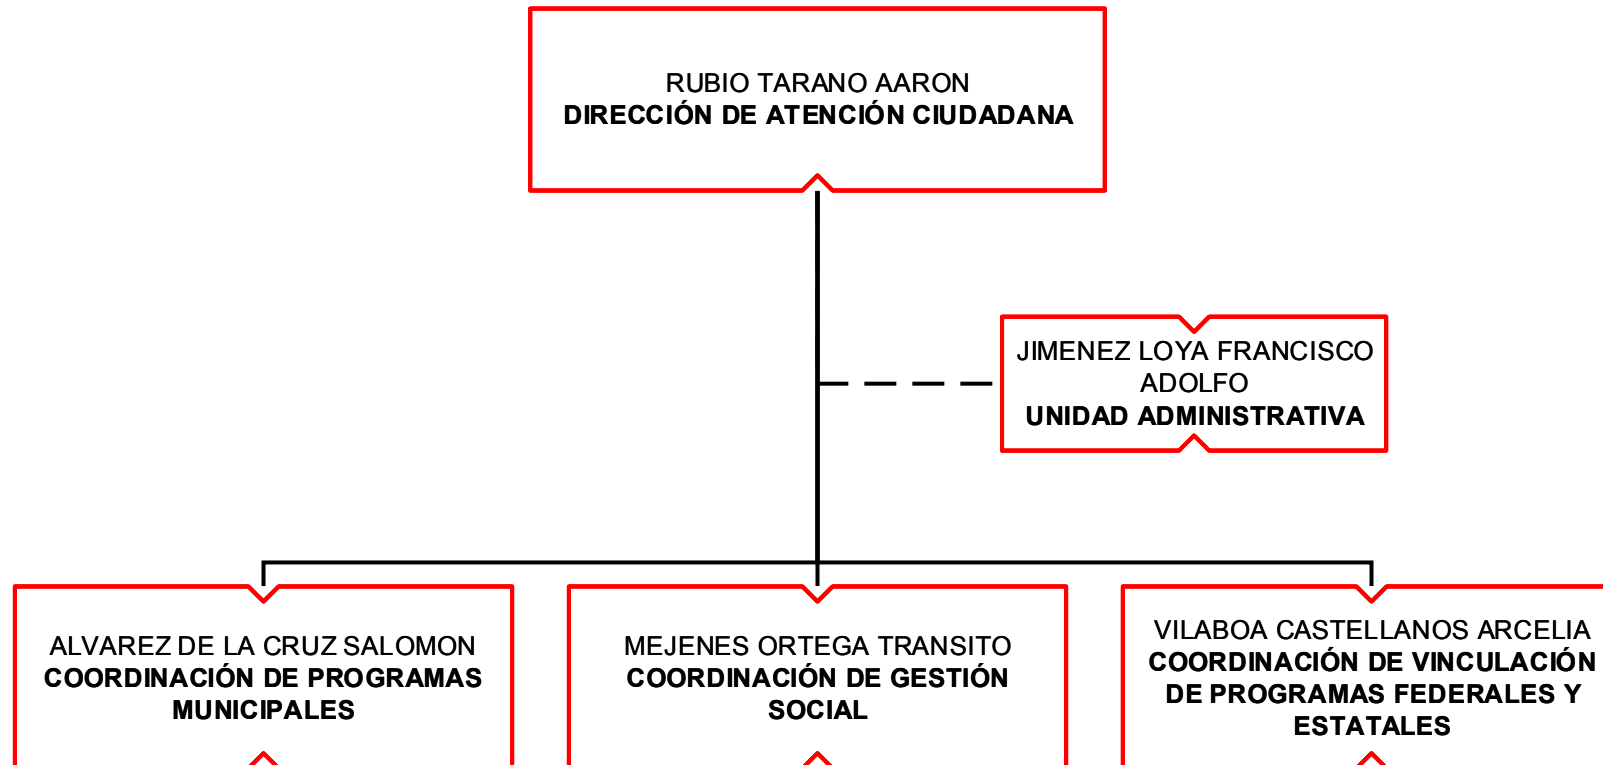 RUBIO TARANO AARON
DIRECCIÓN DE ATENCIÓN CIUDADANA
JIMENEZ LOYA FRANCISCO
ADOLFO
UNIDAD ADMINISTRATIVA
ALVAREZ DE LA CRUZ SALOMON
COORDINACIÓN DE PROGRAMAS
MUNICIPALES
MEJENES ORTEGA TRANSITO
COORDINACIÓN DE GESTIÓN
SOCIAL
VILABOA CASTELLANOS ARCELIA
COORDINACIÓN DE VINCULACIÓN
DE PROGRAMAS FEDERALES Y
ESTATALES